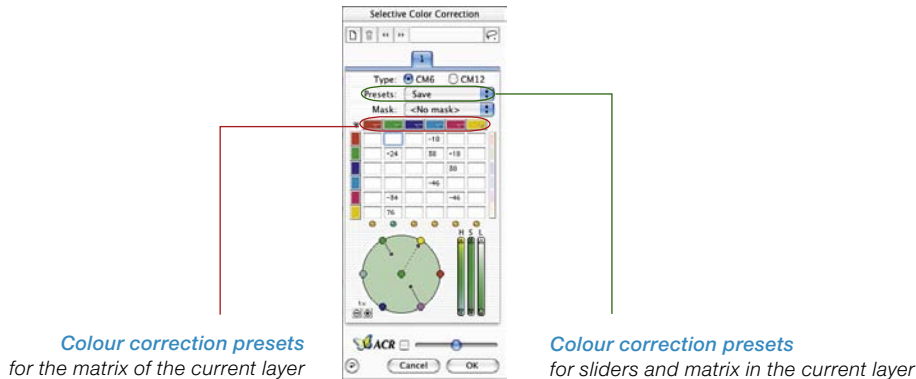 Selective Color Correction
1
Type: CM6 CM12
Presets: Save
Mask: <No mask>
-18
-24 38 -18
30
-46
-34 -46
76
H S L
1x
ACR
Cancel OK
Colour correction presets
for the matrix of the current layer
Colour correction presets
for sliders and matrix in the current layer